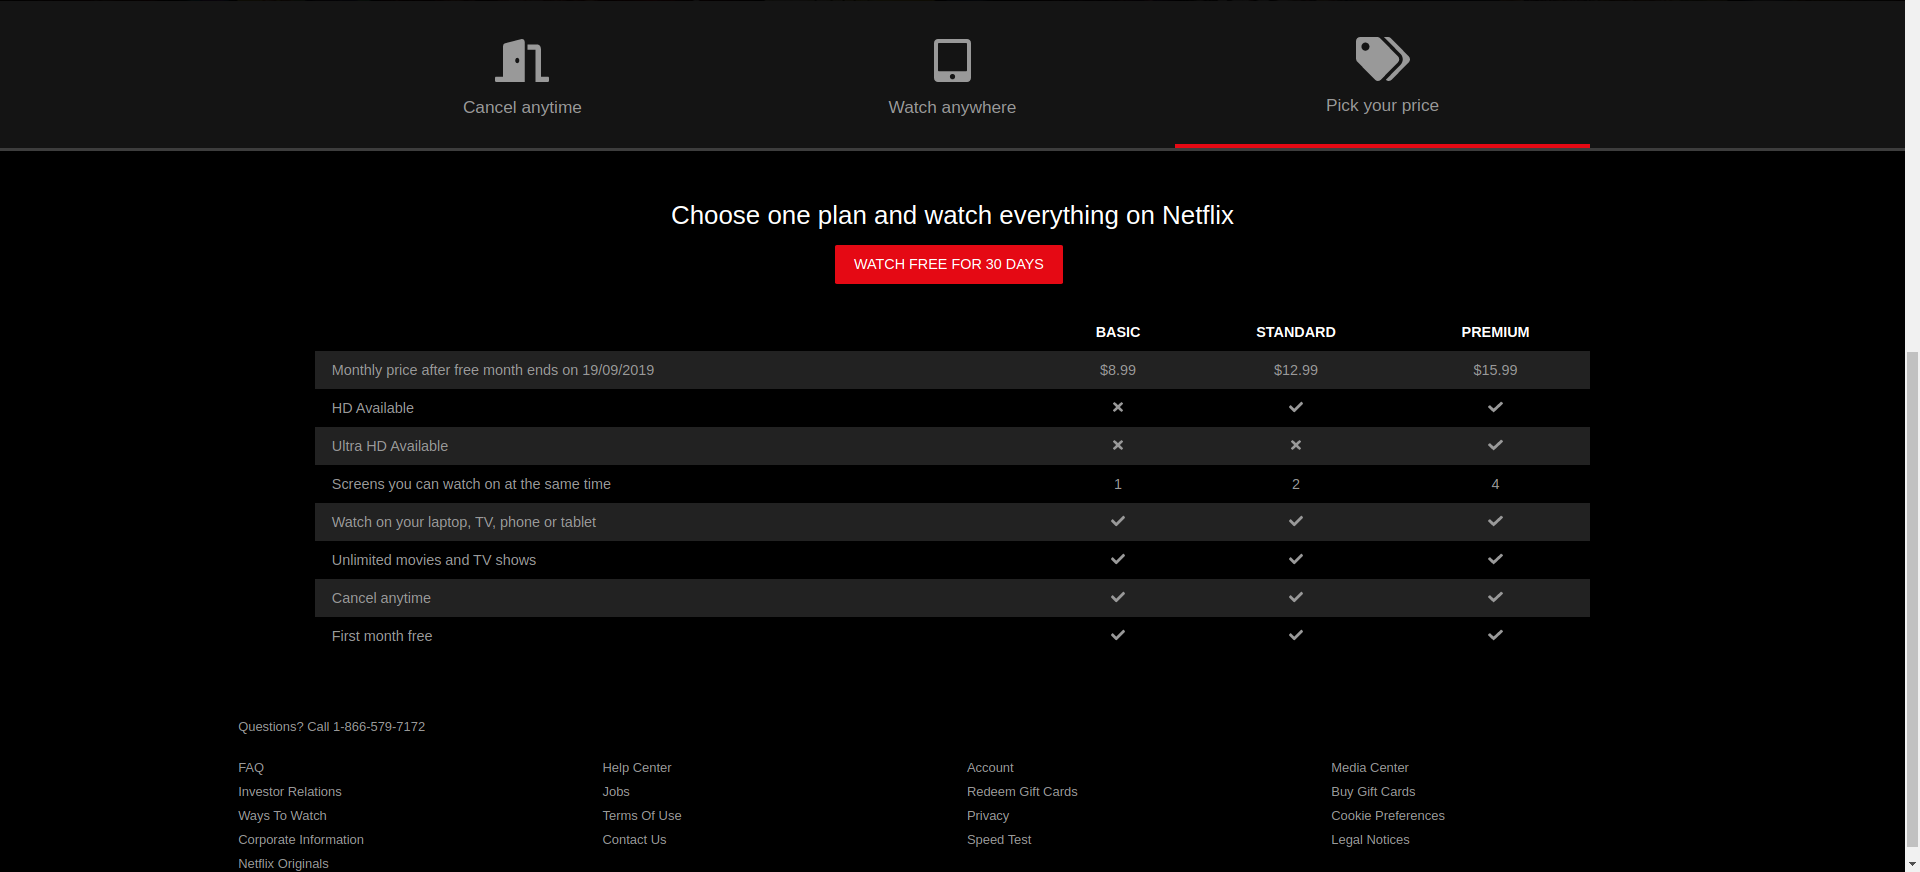 Cancel anytime
Watch anywhere
Pick your price
Choose one plan and watch everything on Netflix
WATCH FREE FOR 30 DAYS
BASIC STANDARD PREMIUM
Monthly price after free month ends on 19/09/2019 $8.99 $12.99 $15.99
HD Available
Ultra HD Available
Screens you can watch on at the same time 1 2 4
Watch on your laptop, TV, phone or tablet
Unlimited movies and TV shows
Cancel anytime
First month free
Questions? Call 1-866-579-7172
FAQ Help Center Account Media Center
Investor Relations Jobs Redeem Gift Cards Buy Gift Cards
Ways To Watch Terms Of Use Privacy Cookie Preferences
Corporate Information Contact Us Speed Test Legal Notices
Netflix Originals